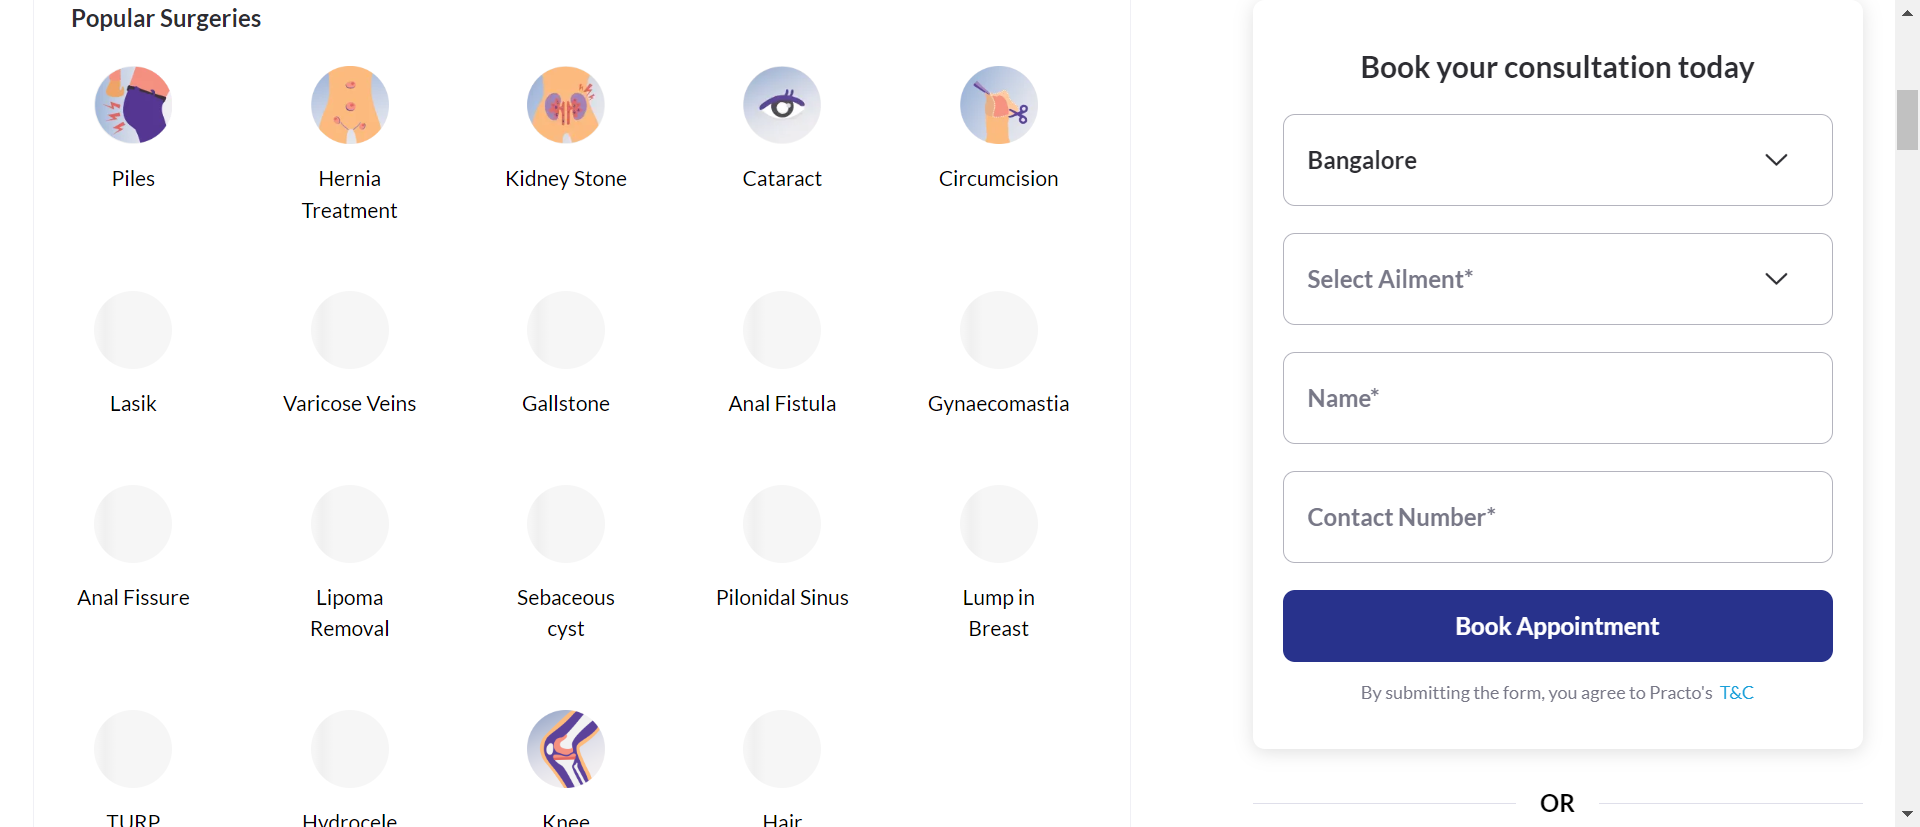 Popular Surgeries
Piles
Hernia
Treatment
Kidney Stone
Cataract
Circumcision
Lasik
Varicose Veins
Gallstone
Anal Fistula
Gynaecomastia
Anal Fissure
Lipoma
Removal
Sebaceous
cyst
Pilonidal Sinus
Lump in
Breast
TURP
Hydrocele
Knee
Hair
Book your consultation today
Bangalore
Select Ailment*
Name*
Contact Number*
Book Appointment
By submitting the form, you agree to Practo's T&C
OR